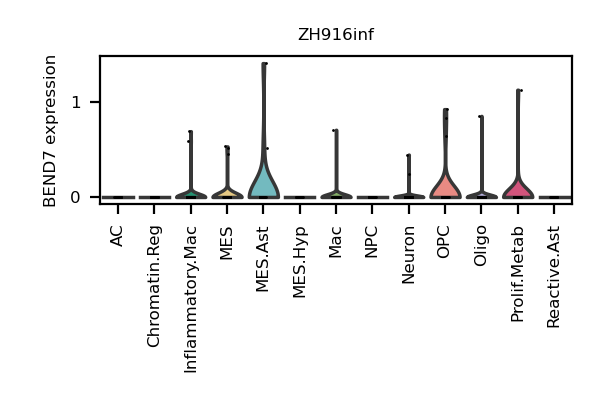 ZH916inf
BEND7 expression
1
0
AC
Chromatin.Reg
Inflammatory.Mac
MES
MES.Ast
MES.Hyp
Mac
NPC
Neuron
OPC
Oligo
Prolif.Metab
Reactive.Ast